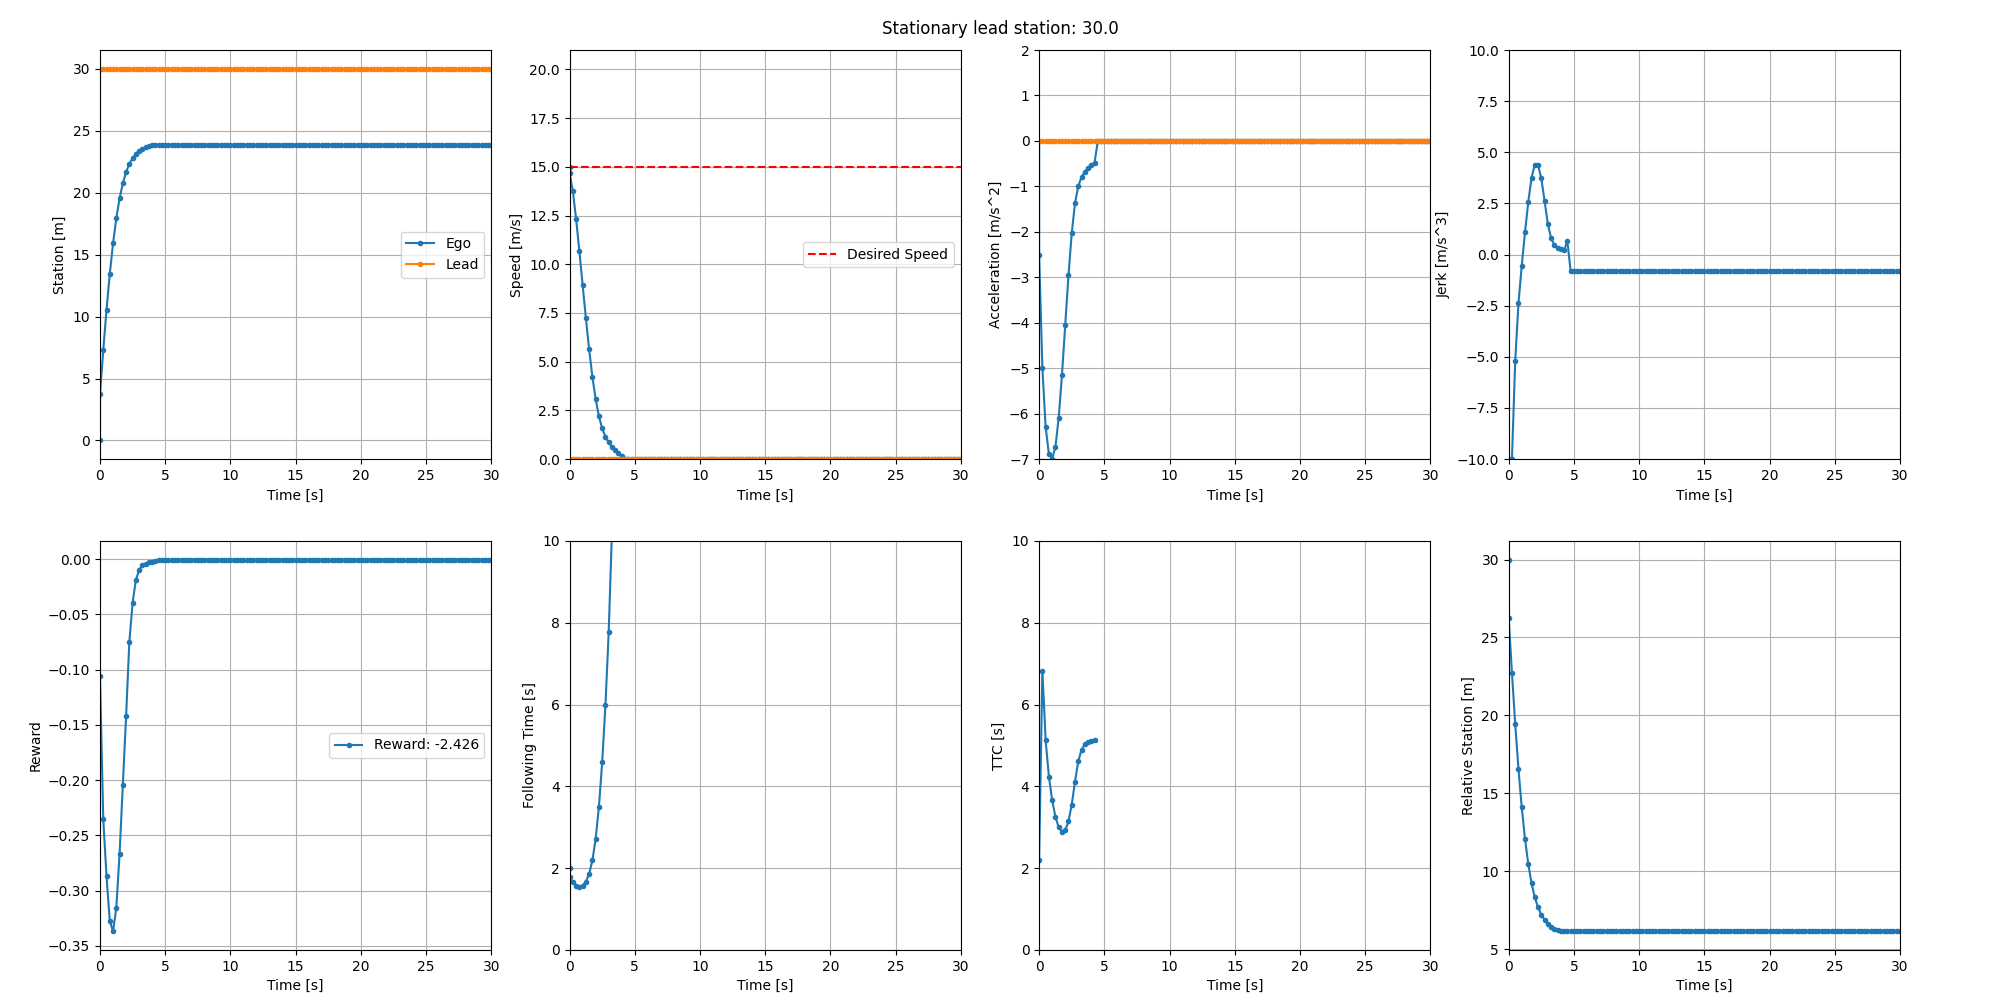 Stationary lead station: 30.0
Station [m]
30
25
20
15
10
5
0
Ego
Lead
0 5 10 15 20 25 30
Time [s]
Speed [m/s]
20.0
17.5
15.0
12.5
10.0
7.5
5.0
2.5
0.0
Desired Speed
0 5 10 15 20 25 30
Time [s]
Acceleration [m/s^2]
2
1
0
−1
−2
−3
−4
−5
−6
−7
0 5 10 15 20 25 30
Time [s]
Jerk [m/s^3]
10.0
7.5
5.0
2.5
0.0
−2.5
−5.0
−7.5
−10.0
0 5 10 15 20 25 30
Time [s]
Reward
0.00
−0.05
−0.10
−0.15
−0.20
−0.25
−0.30
−0.35
Reward: -2.426
0 5 10 15 20 25 30
Time [s]
Following Time [s]
10
8
6
4
2
0
0 5 10 15 20 25 30
Time [s]
TTC [s]
10
8
6
4
2
0
0 5 10 15 20 25 30
Time [s]
Relative Station [m]
30
25
20
15
10
5
0 5 10 15 20 25 30
Time [s]